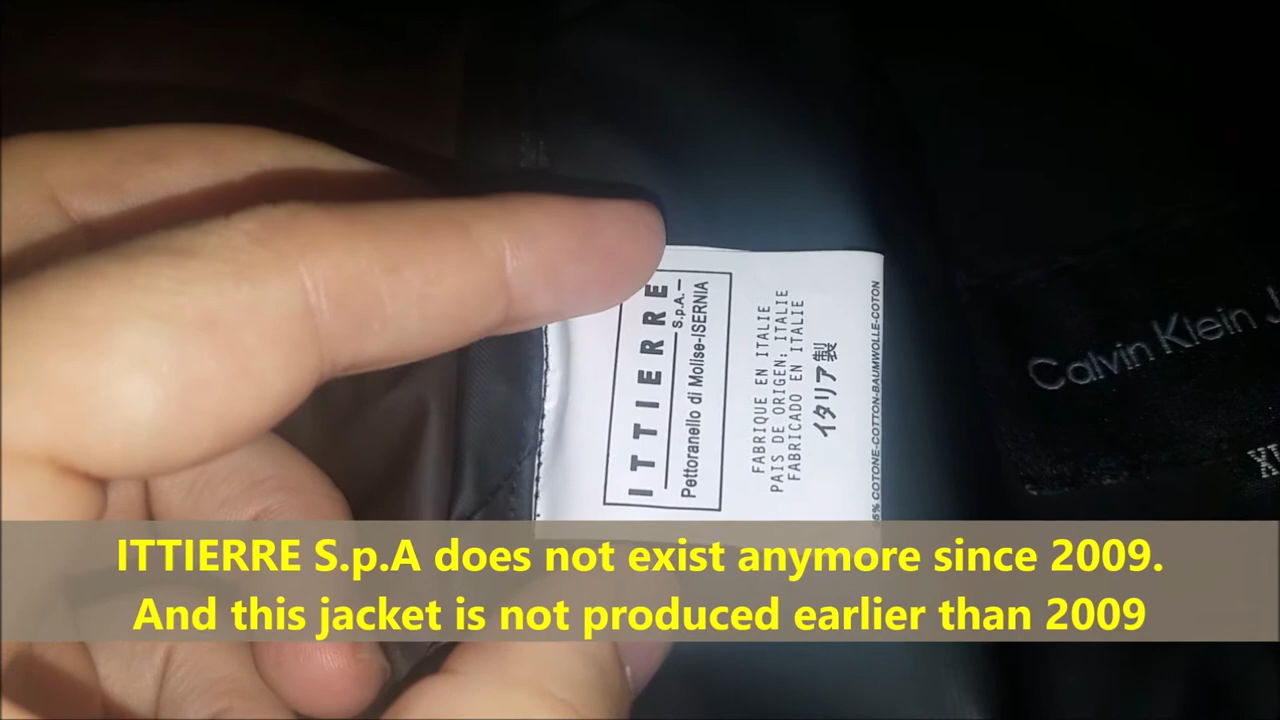 ITTIERRE
S.p.A.
Pettoranello di Molise-ISERNIA
FABRIQUE EN ITALIE
PAIS DE ORIGEN: ITALIE
FABRICADO EN ITALIE
イタリア製
5% COTONE-COTTON-BAUMWOLLE-COTON
Calvin Klein
ITTIERRE S.p.A does not exist anymore since 2009.
And this jacket is not produced earlier than 2009